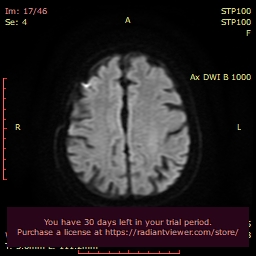 Im: 17/46
Se: 4
A
STP100
STP100
F
Ax DWI B 1000
R
L
You have 30 days left in your trial period.
Purchase a license at https://radiantviewer.com/store/